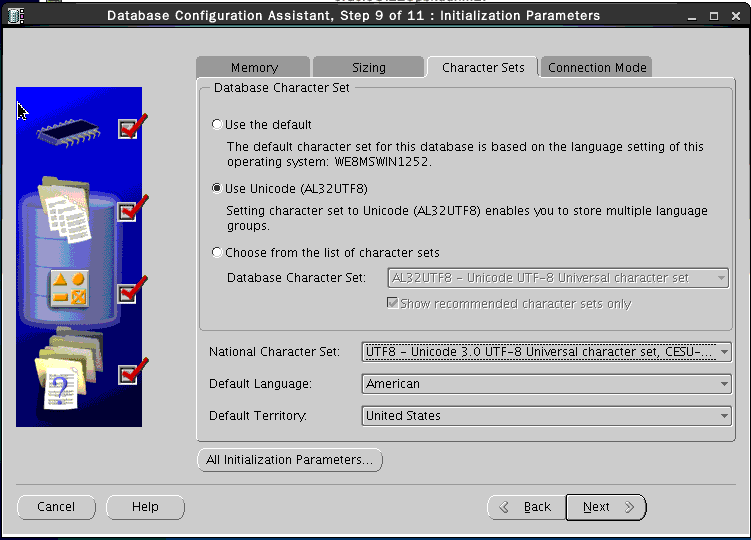 Database Configuration Assistant, Step 9 of 11 : Initialization Parameters
Memory
Sizing
Character Sets
Connection Mode
Database Character Set
Use the default
The default character set for this database is based on the language setting of this
operating system: WE8MSWIN1252.
Use Unicode (AL32UTF8)
Setting character set to Unicode (AL32UTF8) enables you to store multiple language
groups.
Choose from the list of character sets
Database Character Set:
AL32UTF8 - Unicode UTF-8 Universal character set
Show recommended character sets only
National Character Set:
UTF8 - Unicode 3.0 UTF-8 Universal character set, CESU-...
Default Language:
American
Default Territory:
United States
All Initialization Parameters...
Cancel
Help
Back
Next
?